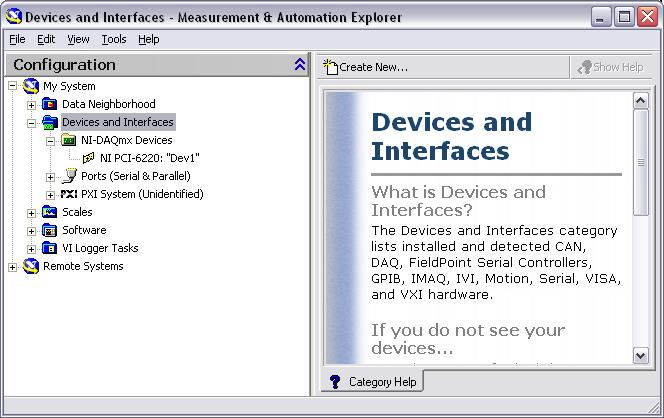 Devices and Interfaces - Measurement & Automation Explorer
File Edit View Tools Help
Configuration
My System
Data Neighborhood
Devices and Interfaces
NI-DAQmx Devices
NI PCI-6220: "Dev1"
Ports (Serial & Parallel)
PXI PXI System (Unidentified)
Scales
Software
VI Logger Tasks
Remote Systems
Create New... Show Help
Devices and
Interfaces
What is Devices and
Interfaces?
The Devices and Interfaces category
lists installed and detected CAN,
DAQ, FieldPoint Serial Controllers,
GPIB, IMAQ, IVI, Motion, Serial, VISA,
and VXI hardware.
If you do not see your
devices...
Category Help